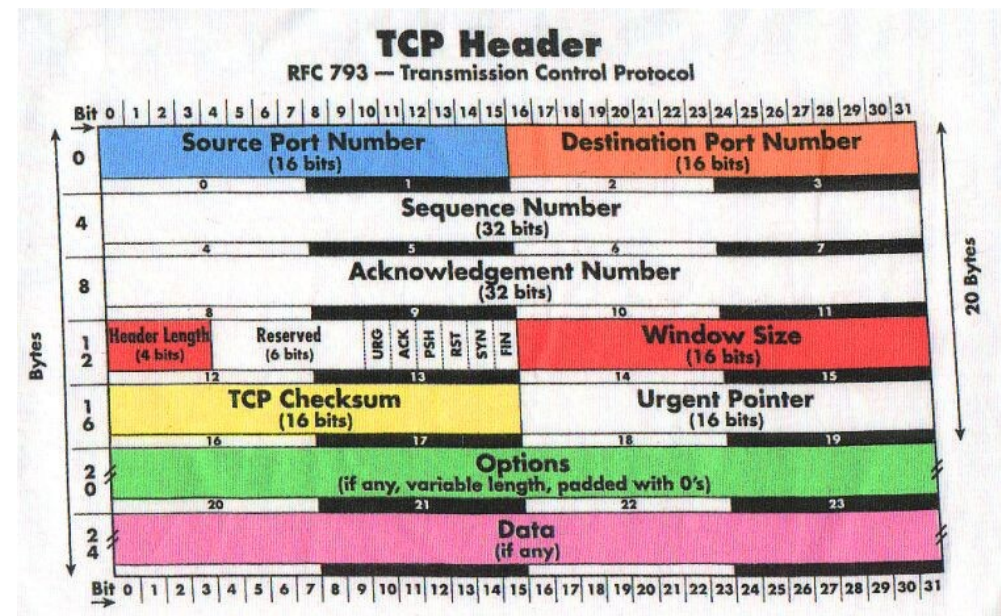 TCP Header
RFC 793 — Transmission Control Protocol
Bit 0 1 2 3 4 5 6 7 8 9 10 11 12 13 14 15 16 17 18 19 20 21 22 23 24 25 26 27 28 29 30 31
0 Source Port Number Destination Port Number
(16 bits) (16 bits)
0 1 2 3
4 Sequence Number
(32 bits)
4 5 6 7
8 Acknowledgement Number
(32 bits)
8 9 10 11
12 Header Length Reserved URG ACK PSH RST SYN FIN Window Size
(4 bits) (6 bits) (16 bits)
12 13 14 15
16 TCP Checksum Urgent Pointer
(16 bits) (16 bits)
16 17 18 19
20 Options
(if any, variable length, padded with 0's)
20 21 22 23
24 Data
(if any)
Bit 0 1 2 3 4 5 6 7 8 9 10 11 12 13 14 15 16 17 18 19 20 21 22 23 24 25 26 27 28 29 30 31
Bytes
20 Bytes